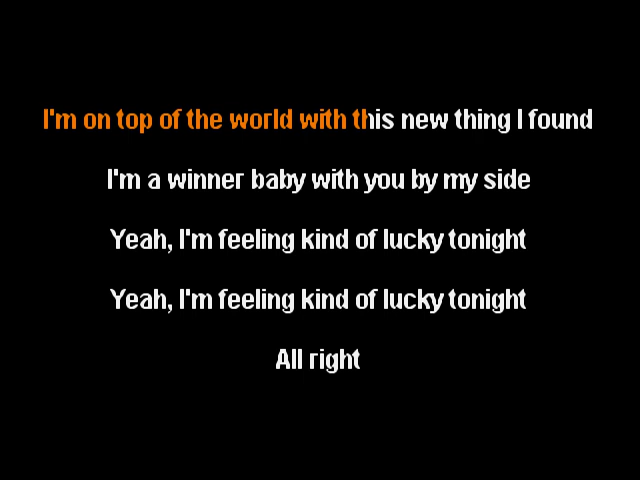 I'm on top of the world with this new thing I found
I'm a winner baby with you by my side
Yeah, I'm feeling kind of lucky tonight
Yeah, I'm feeling kind of lucky tonight
All right